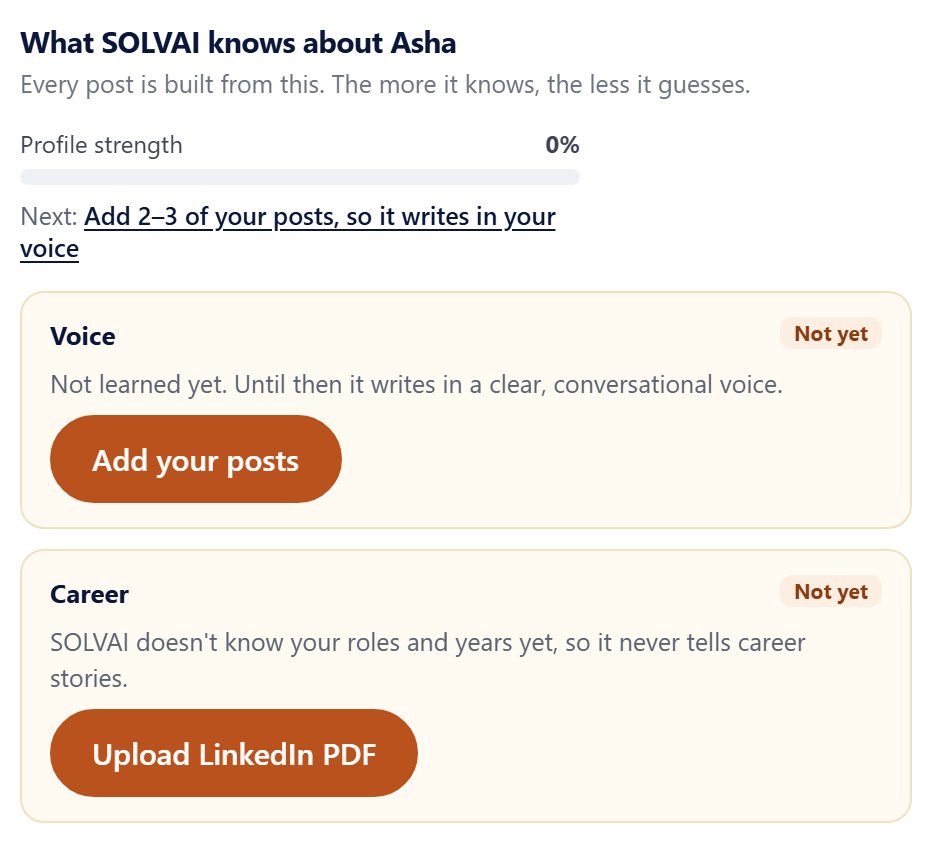 What SOLVAI knows about Asha
Every post is built from this. The more it knows, the less it guesses.
Profile strength 0%
Next: Add 2–3 of your posts, so it writes in your
voice
Voice Not yet
Not learned yet. Until then it writes in a clear, conversational voice.
Add your posts
Career Not yet
SOLVAI doesn't know your roles and years yet, so it never tells career
stories.
Upload LinkedIn PDF